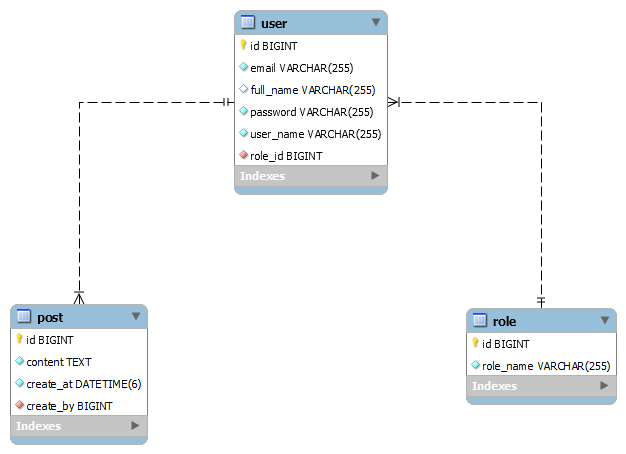 user
id BIGINT
email VARCHAR(255)
full_name VARCHAR(255)
password VARCHAR(255)
user_name VARCHAR(255)
role_id BIGINT
Indexes
post
id BIGINT
content TEXT
create_at DATETIME(6)
create_by BIGINT
Indexes
role
id BIGINT
role_name VARCHAR(255)
Indexes